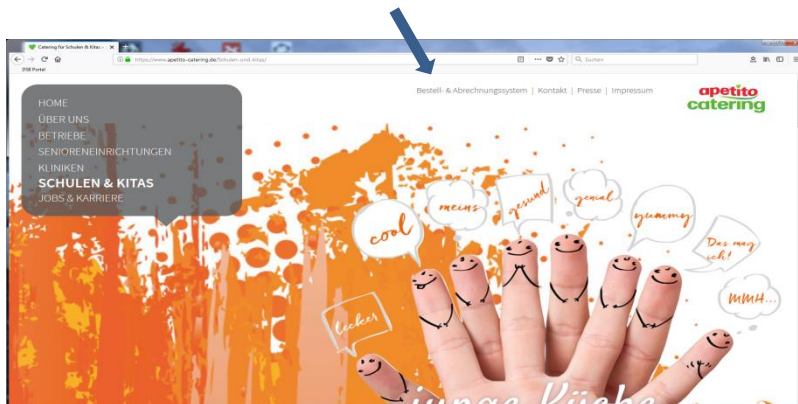 Catering für Schulen & Kitas -
https://www.apetito-catering.de/Schulen-und-kitas/
Suchen
Bestell- & Abrechnungssystem | Kontakt | Presse | Impressum
apetito
catering
HOME
ÜBER UNS
BETRIEBE
SENIORENEINRICHTUNGEN
KLINIKEN
SCHULEN & KITAS
JOBS & KARRIERE
lecker
cool
meins
gesund
genial
yummy
Das mag
ich!
MMH...
junge Küche